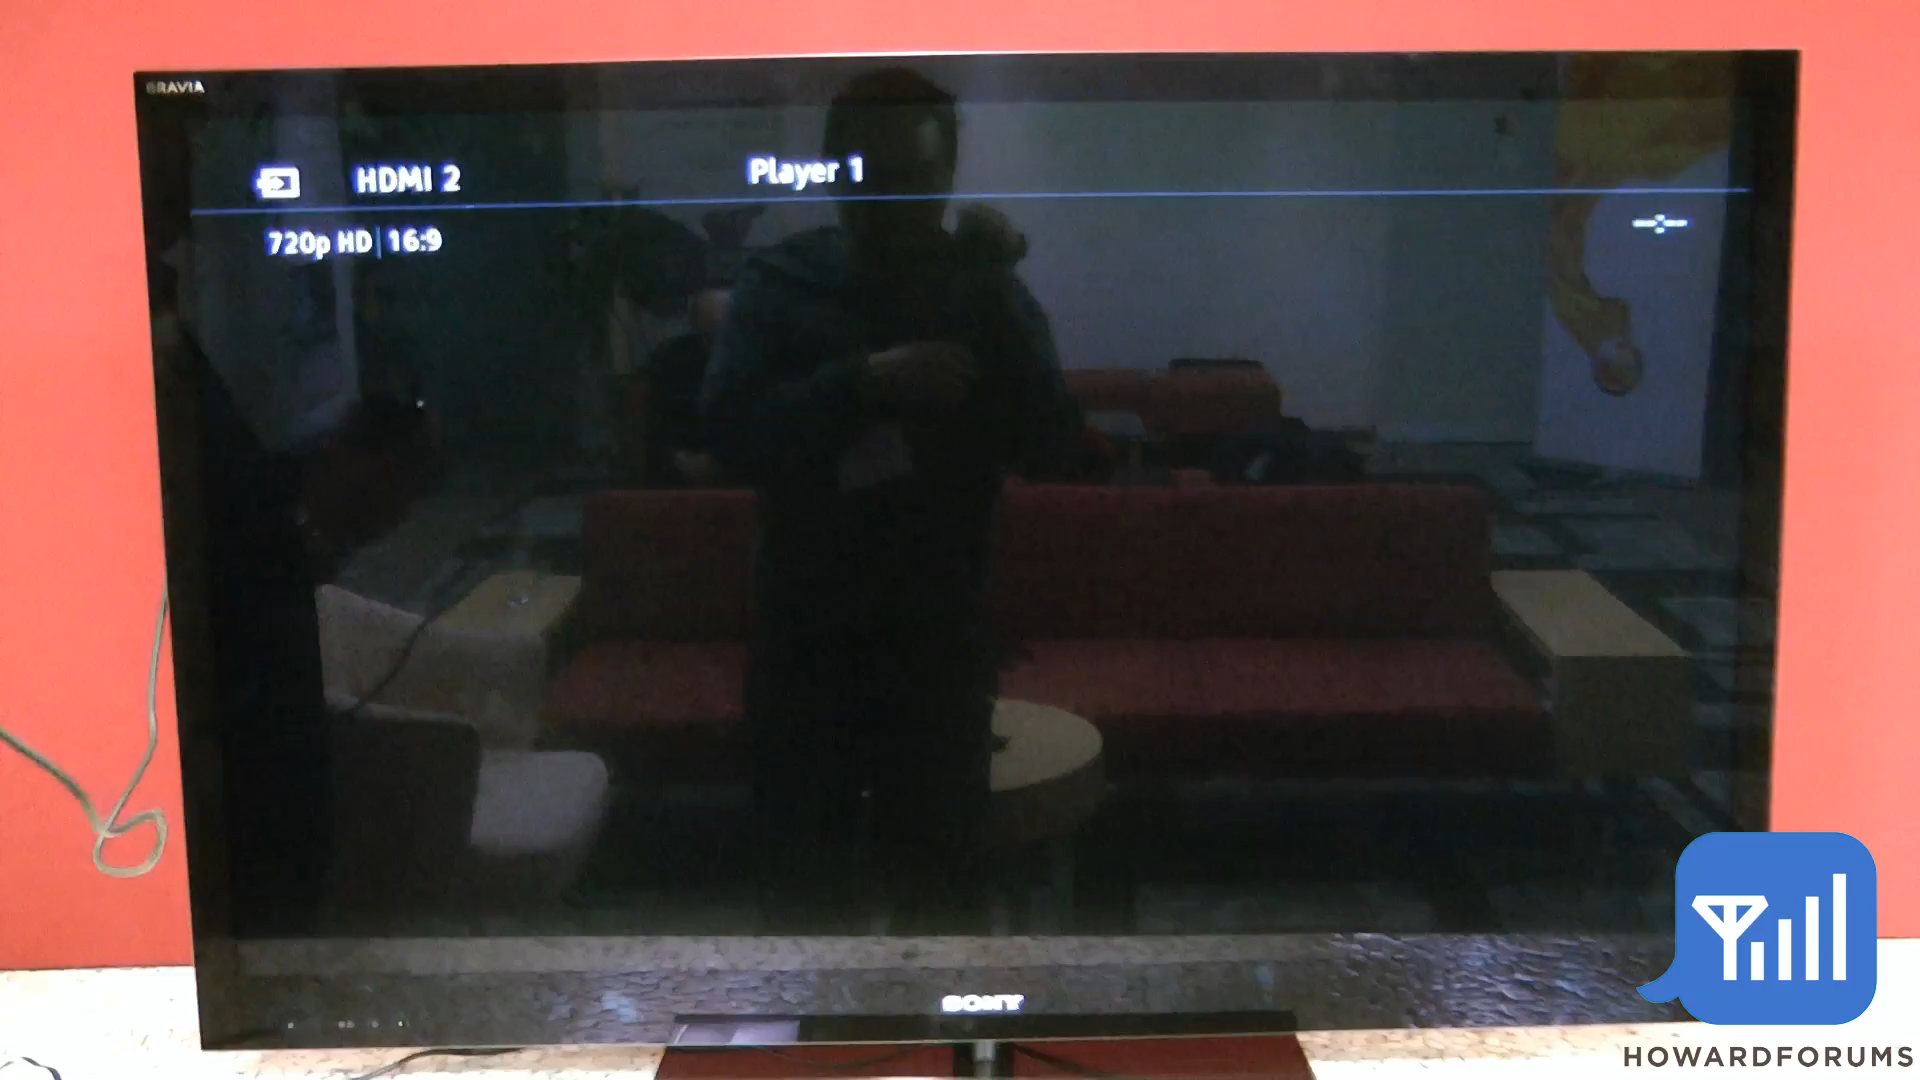 BRAVIA
HDMI 2
Player 1
720p HD | 16:9
SONY
HOWARDFORUMS